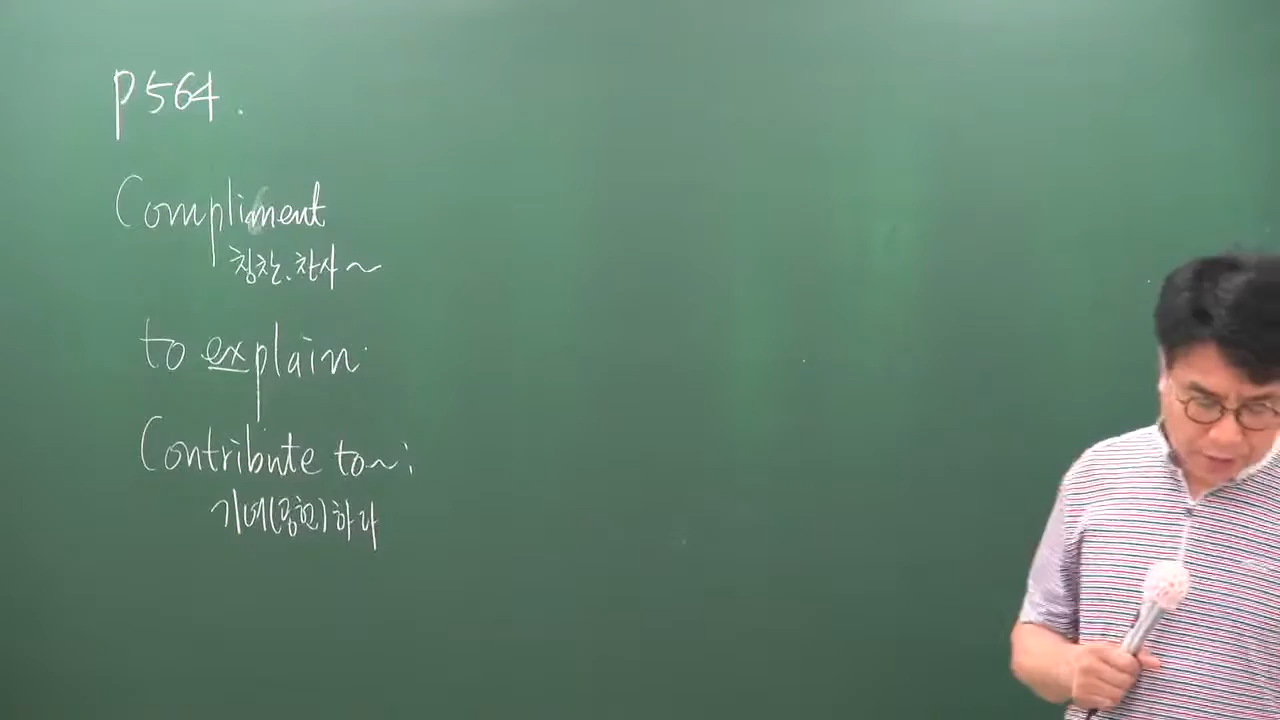 p564.
Compliment
칭찬.찬사~
to explain
Contribute to~:
기여(공헌)하다